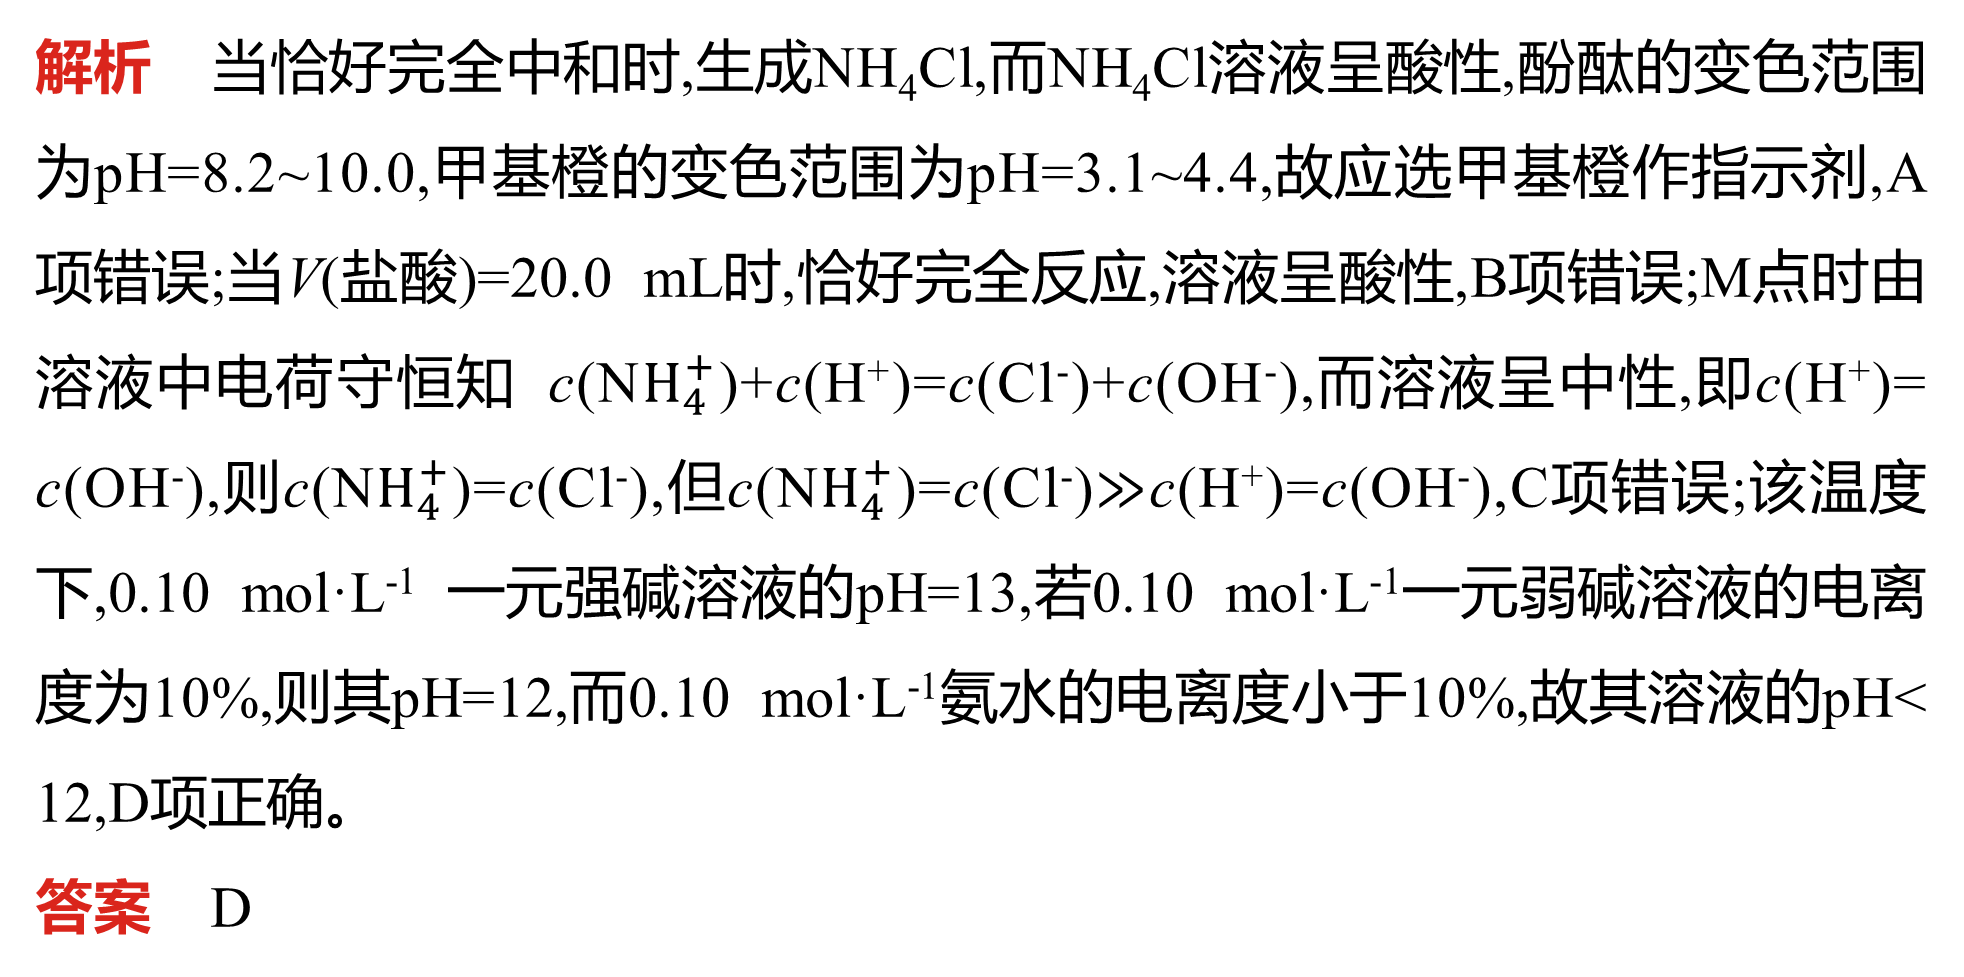 解析 当恰好完全中和时,生成NH₄Cl,而NH₄Cl溶液呈酸性,酚酞的变色范围
为pH=8.2~10.0,甲基橙的变色范围为pH=3.1~4.4,故应选甲基橙作指示剂,A
项错误;当V(盐酸)=20.0 mL时,恰好完全反应,溶液呈酸性,B项错误;M点时由
溶液中电荷守恒知 c(NH₄⁺)+c(H⁺)=c(Cl⁻)+c(OH⁻),而溶液呈中性,即c(H⁺)=
c(OH⁻),则c(NH₄⁺)=c(Cl⁻),但c(NH₄⁺)=c(Cl⁻)≫c(H⁺)=c(OH⁻),C项错误;该温度
下,0.10 mol·L⁻¹ 一元强碱溶液的pH=13,若0.10 mol·L⁻¹一元弱碱溶液的电离
度为10%,则其pH=12,而0.10 mol·L⁻¹氨水的电离度小于10%,故其溶液的pH<
12,D项正确。
答案 D